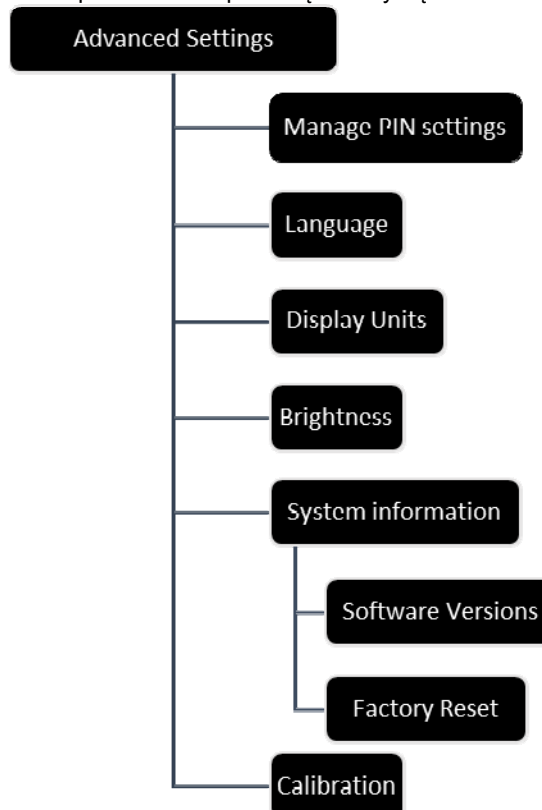 Advanced Settings
Manage PIN settings
Language
Display Units
Brightness
System information
Software Versions
Factory Reset
Calibration